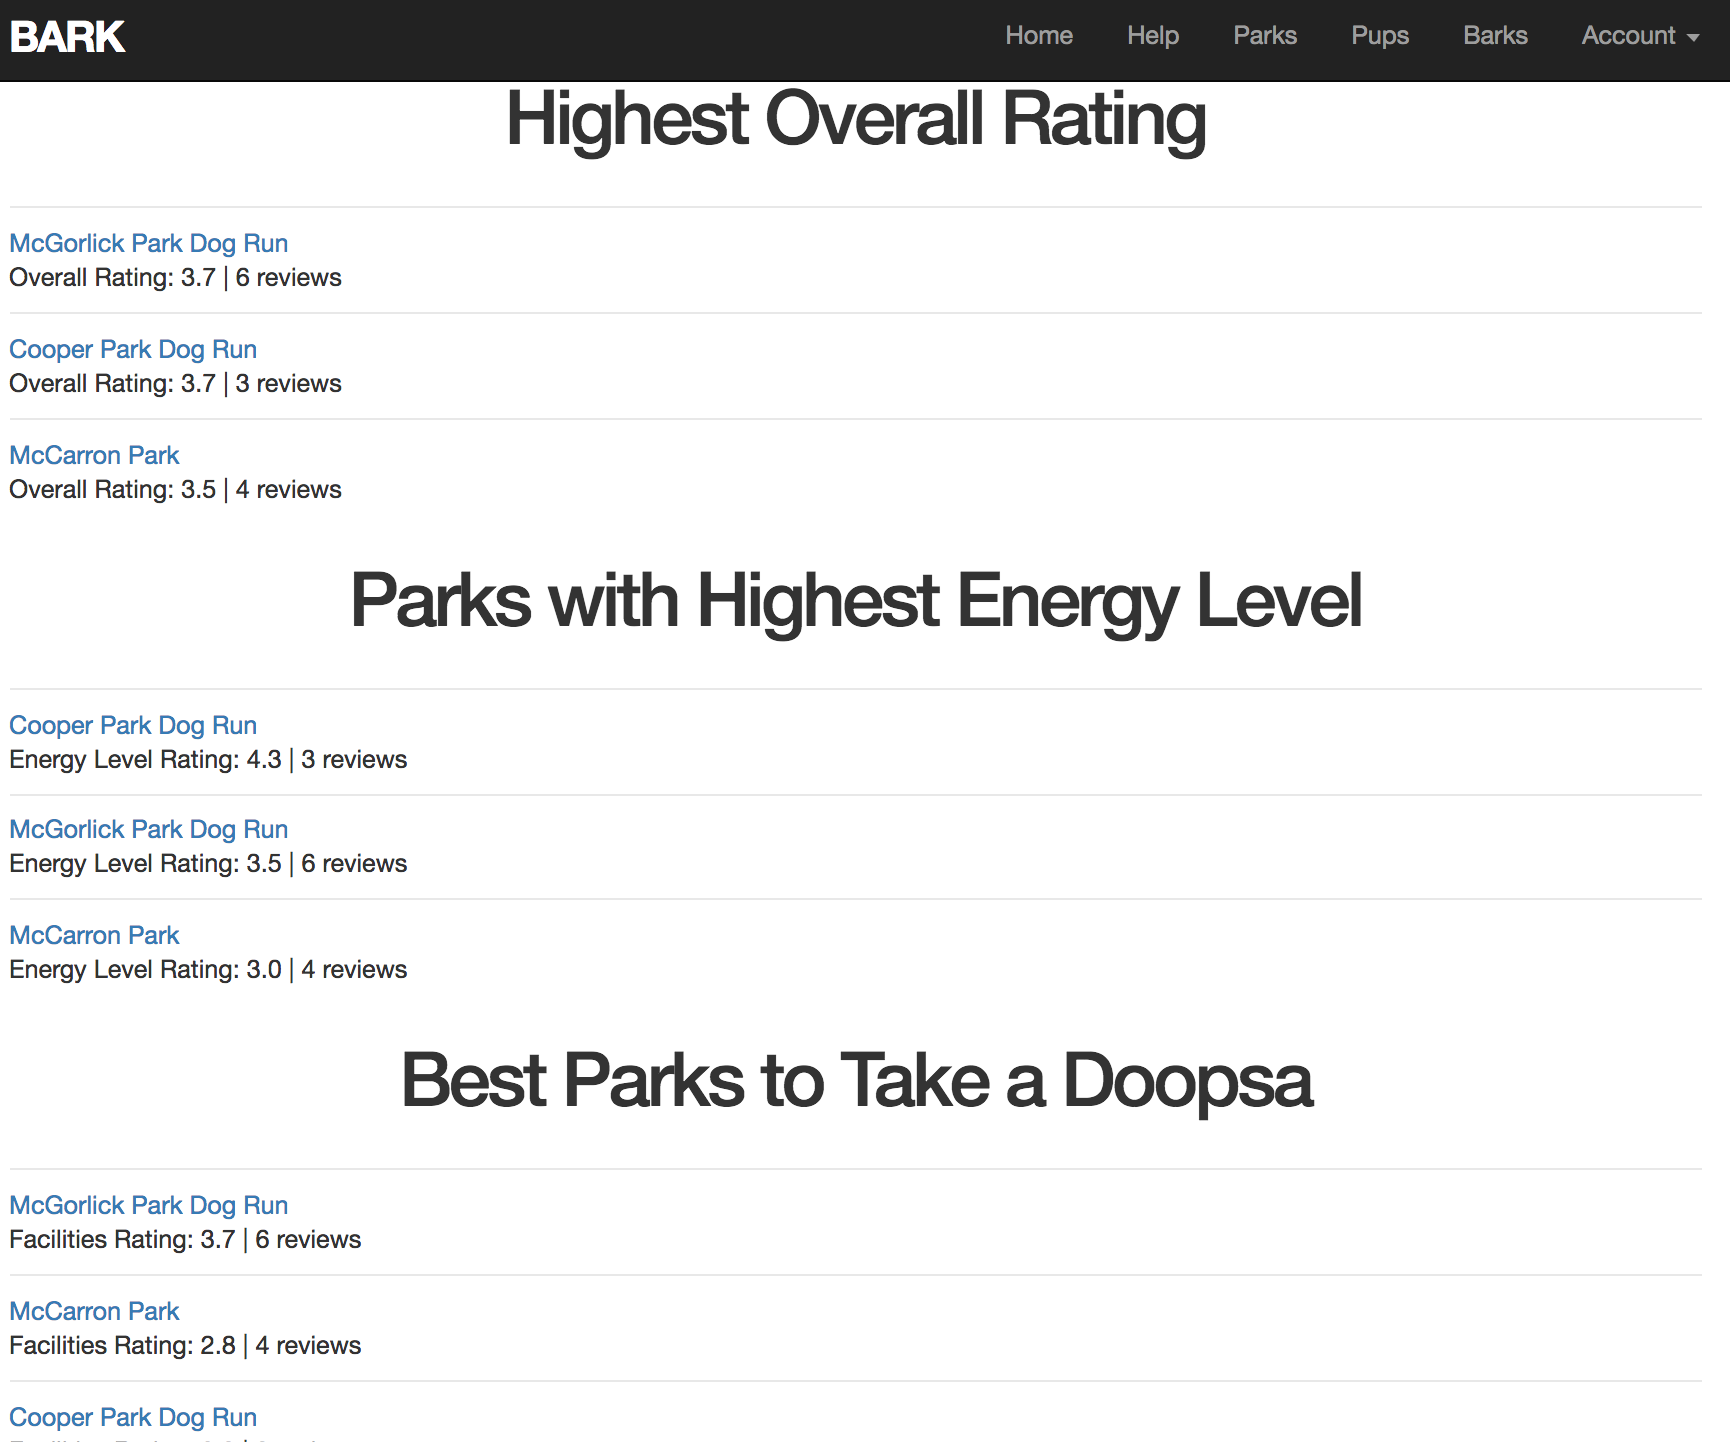 BARK
Home Help Parks Pups Barks Account
Highest Overall Rating
McGorlick Park Dog Run
Overall Rating: 3.7 | 6 reviews
Cooper Park Dog Run
Overall Rating: 3.7 | 3 reviews
McCarron Park
Overall Rating: 3.5 | 4 reviews
Parks with Highest Energy Level
Cooper Park Dog Run
Energy Level Rating: 4.3 | 3 reviews
McGorlick Park Dog Run
Energy Level Rating: 3.5 | 6 reviews
McCarron Park
Energy Level Rating: 3.0 | 4 reviews
Best Parks to Take a Doopsa
McGorlick Park Dog Run
Facilities Rating: 3.7 | 6 reviews
McCarron Park
Facilities Rating: 2.8 | 4 reviews
Cooper Park Dog Run